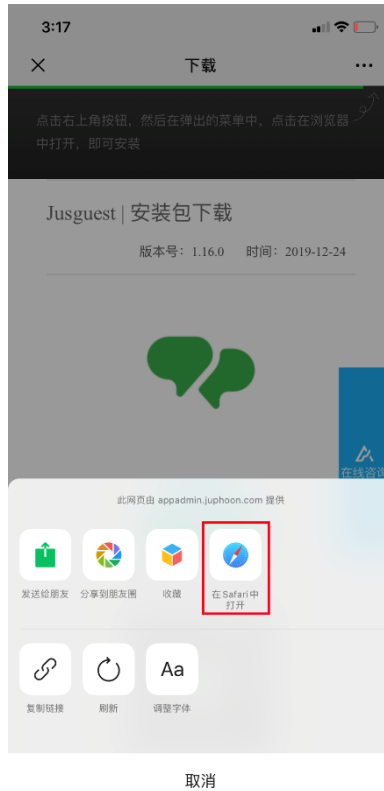 3:17
下载
点击右上角按钮，然后在弹出的菜单中，点击在浏览器
中打开，即可安装
Jusguest | 安装包下载
版本号：1.16.0 时间：2019-12-24
在线咨询
此网页由 appadmin.juphoon.com 提供
发送给朋友 分享到朋友圈 收藏 在Safari中
打开
Aa
复制链接 刷新 调整字体
取消